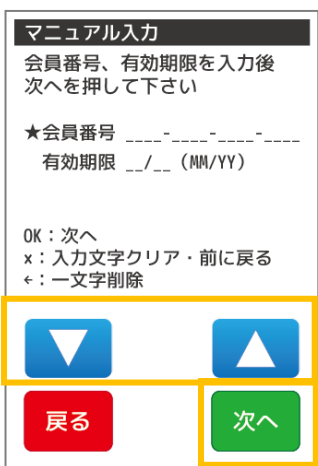 マニュアル入力
会員番号、有効期限を入力後
次へを押して下さい
★会員番号 ____-____-____-____
有効期限 __/__ (MM/YY)
OK:次へ
×:入力文字クリア・前に戻る
←:一文字削除
▼ ▲
戻る 次へ